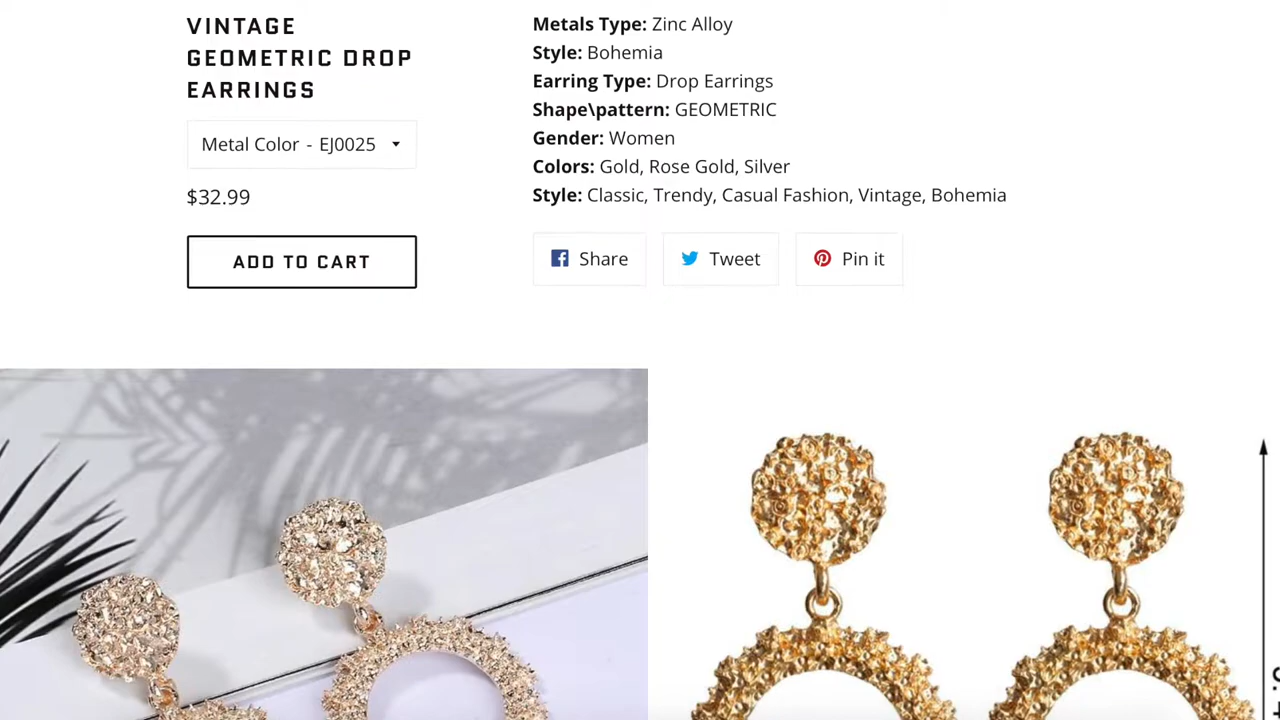 VINTAGE
GEOMETRIC DROP
EARRINGS
Metal Color - EJ0025
$32.99
ADD TO CART
Metals Type: Zinc Alloy
Style: Bohemia
Earring Type: Drop Earrings
Shape\pattern: GEOMETRIC
Gender: Women
Colors: Gold, Rose Gold, Silver
Style: Classic, Trendy, Casual Fashion, Vintage, Bohemia
Share
Tweet
Pin it